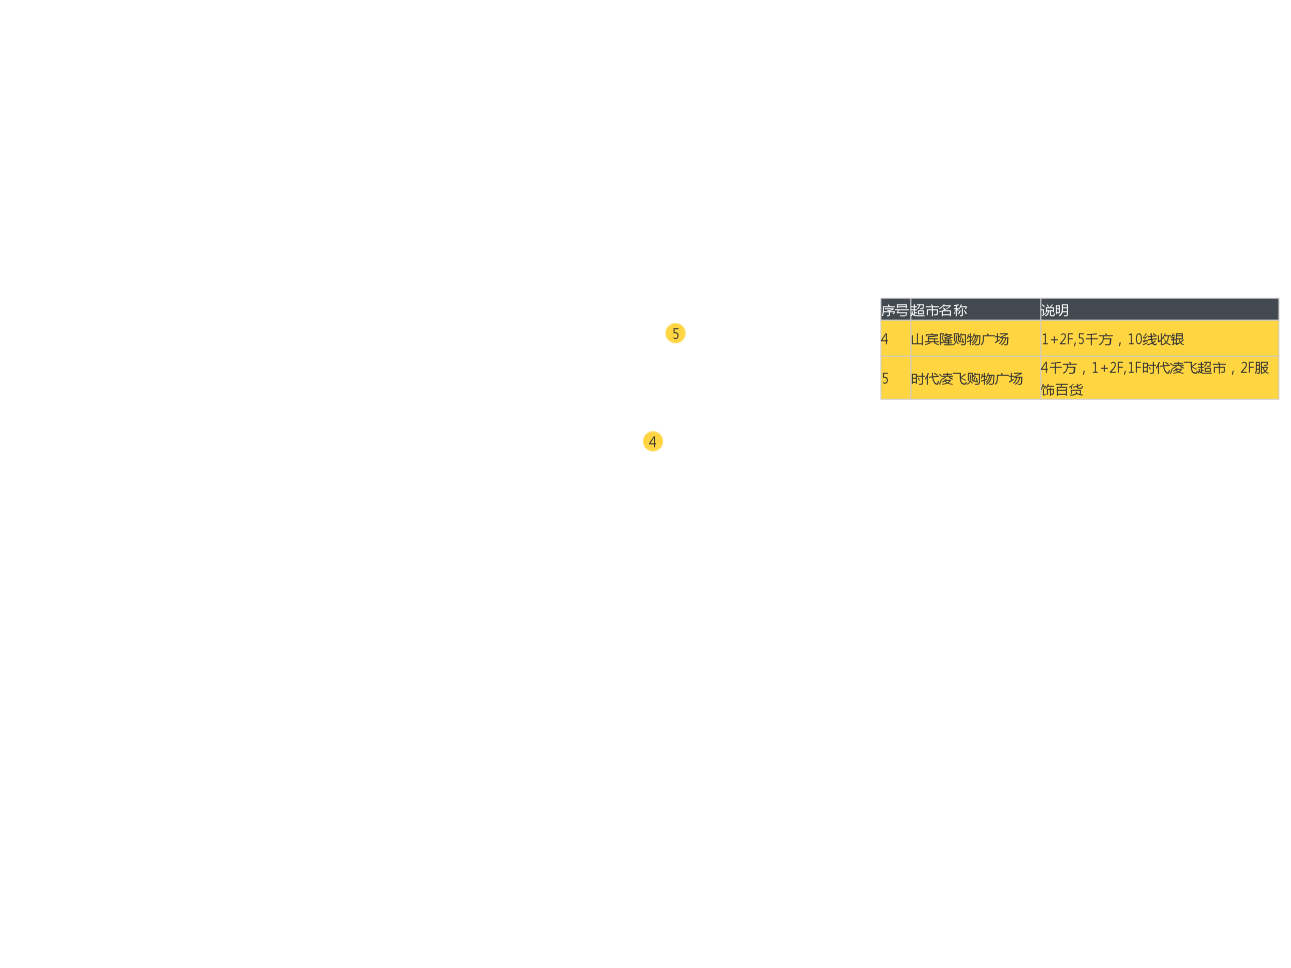 序号 超市名称 说明
5
4 山宾隆购物广场 1+2F,5千方，10线收银
5 时代凌飞购物广场 4千方，1+2F,1F时代凌飞超市，2F服
饰百货
4